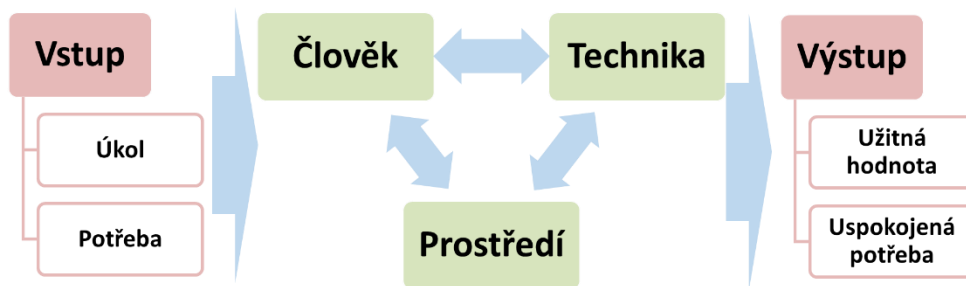 Vstup
Úkol
Potřeba
Člověk
Technika
Prostředí
Výstup
Užitná
hodnota
Uspokojená
potřeba